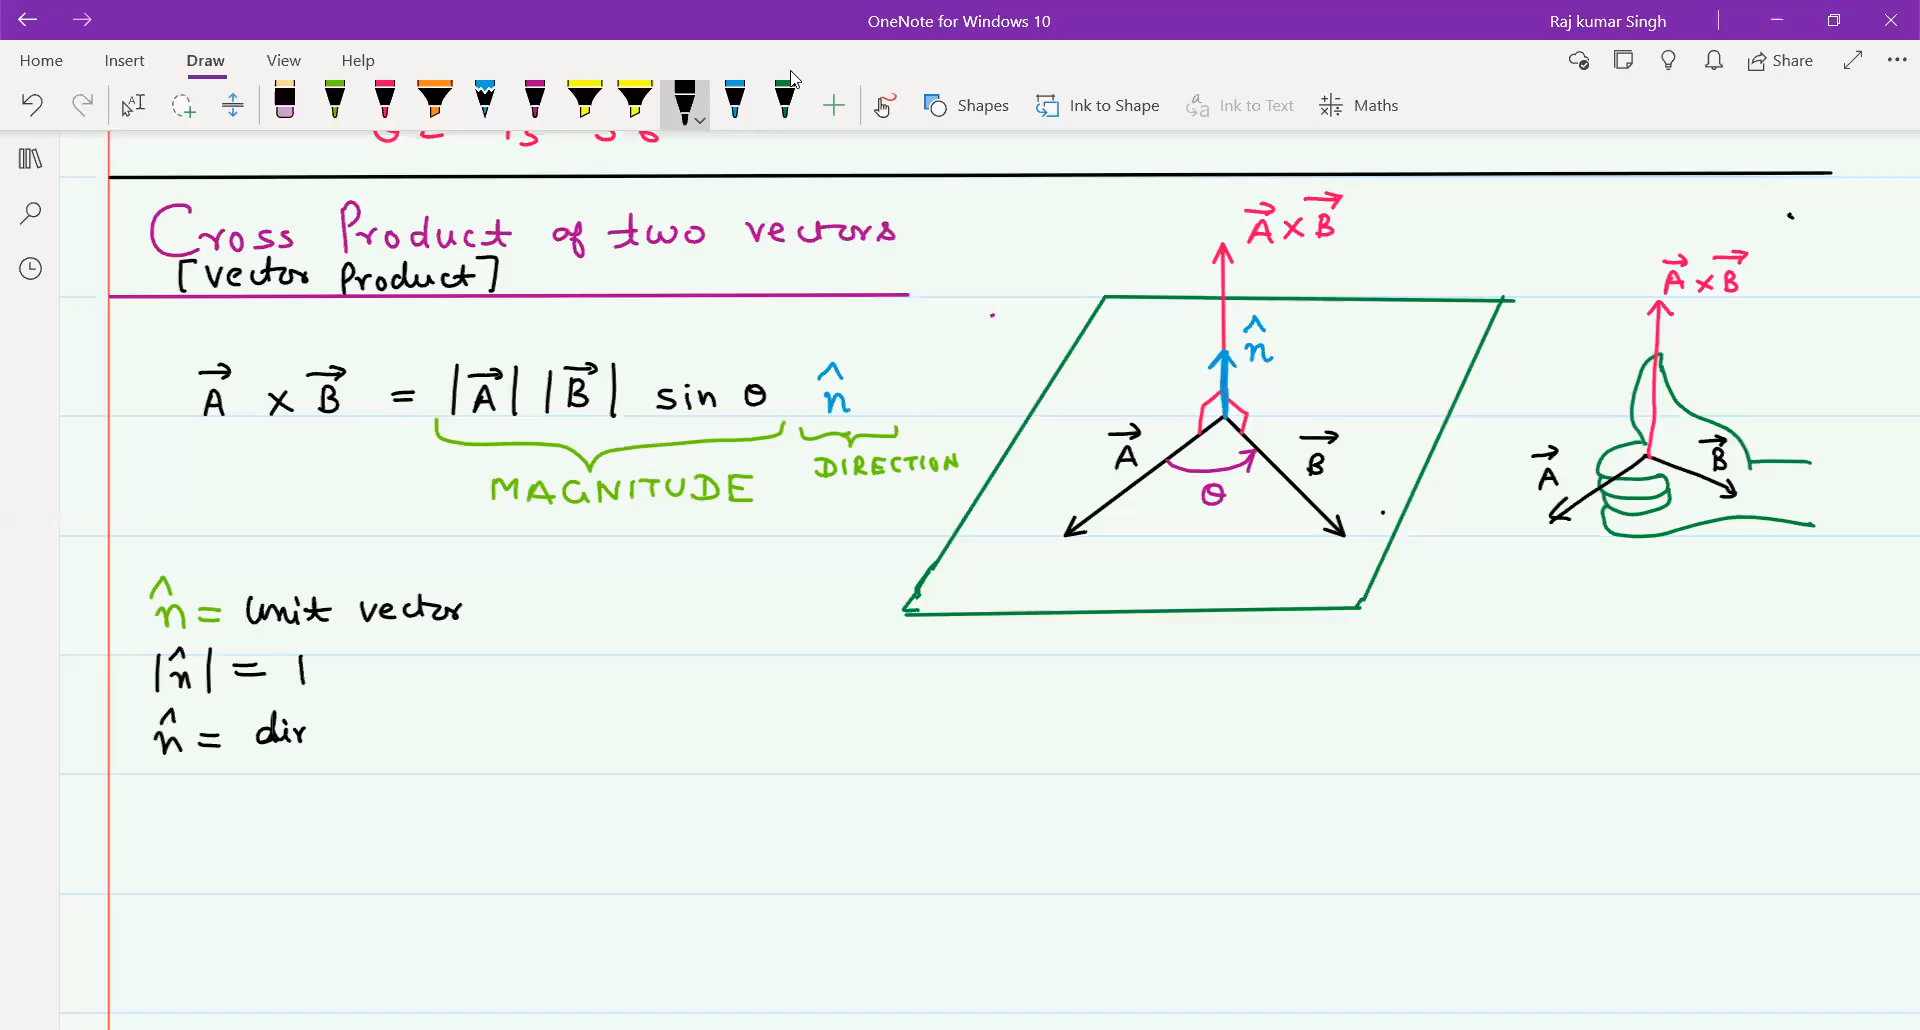 OneNote for Windows 10
Raj kumar Singh
Home Insert Draw View Help
Share
Shapes Ink to Shape Ink to Text Maths
Cross Product of two vectors
[vector product]
A⃗ × B⃗ = |A⃗| |B⃗| sin θ n̂
MAGNITUDE
DIRECTION
n̂ = unit vector
|n̂| = 1
n̂ = dir
A⃗ × B⃗
n̂
A⃗
B⃗
θ
A⃗ × B⃗
A⃗
B⃗